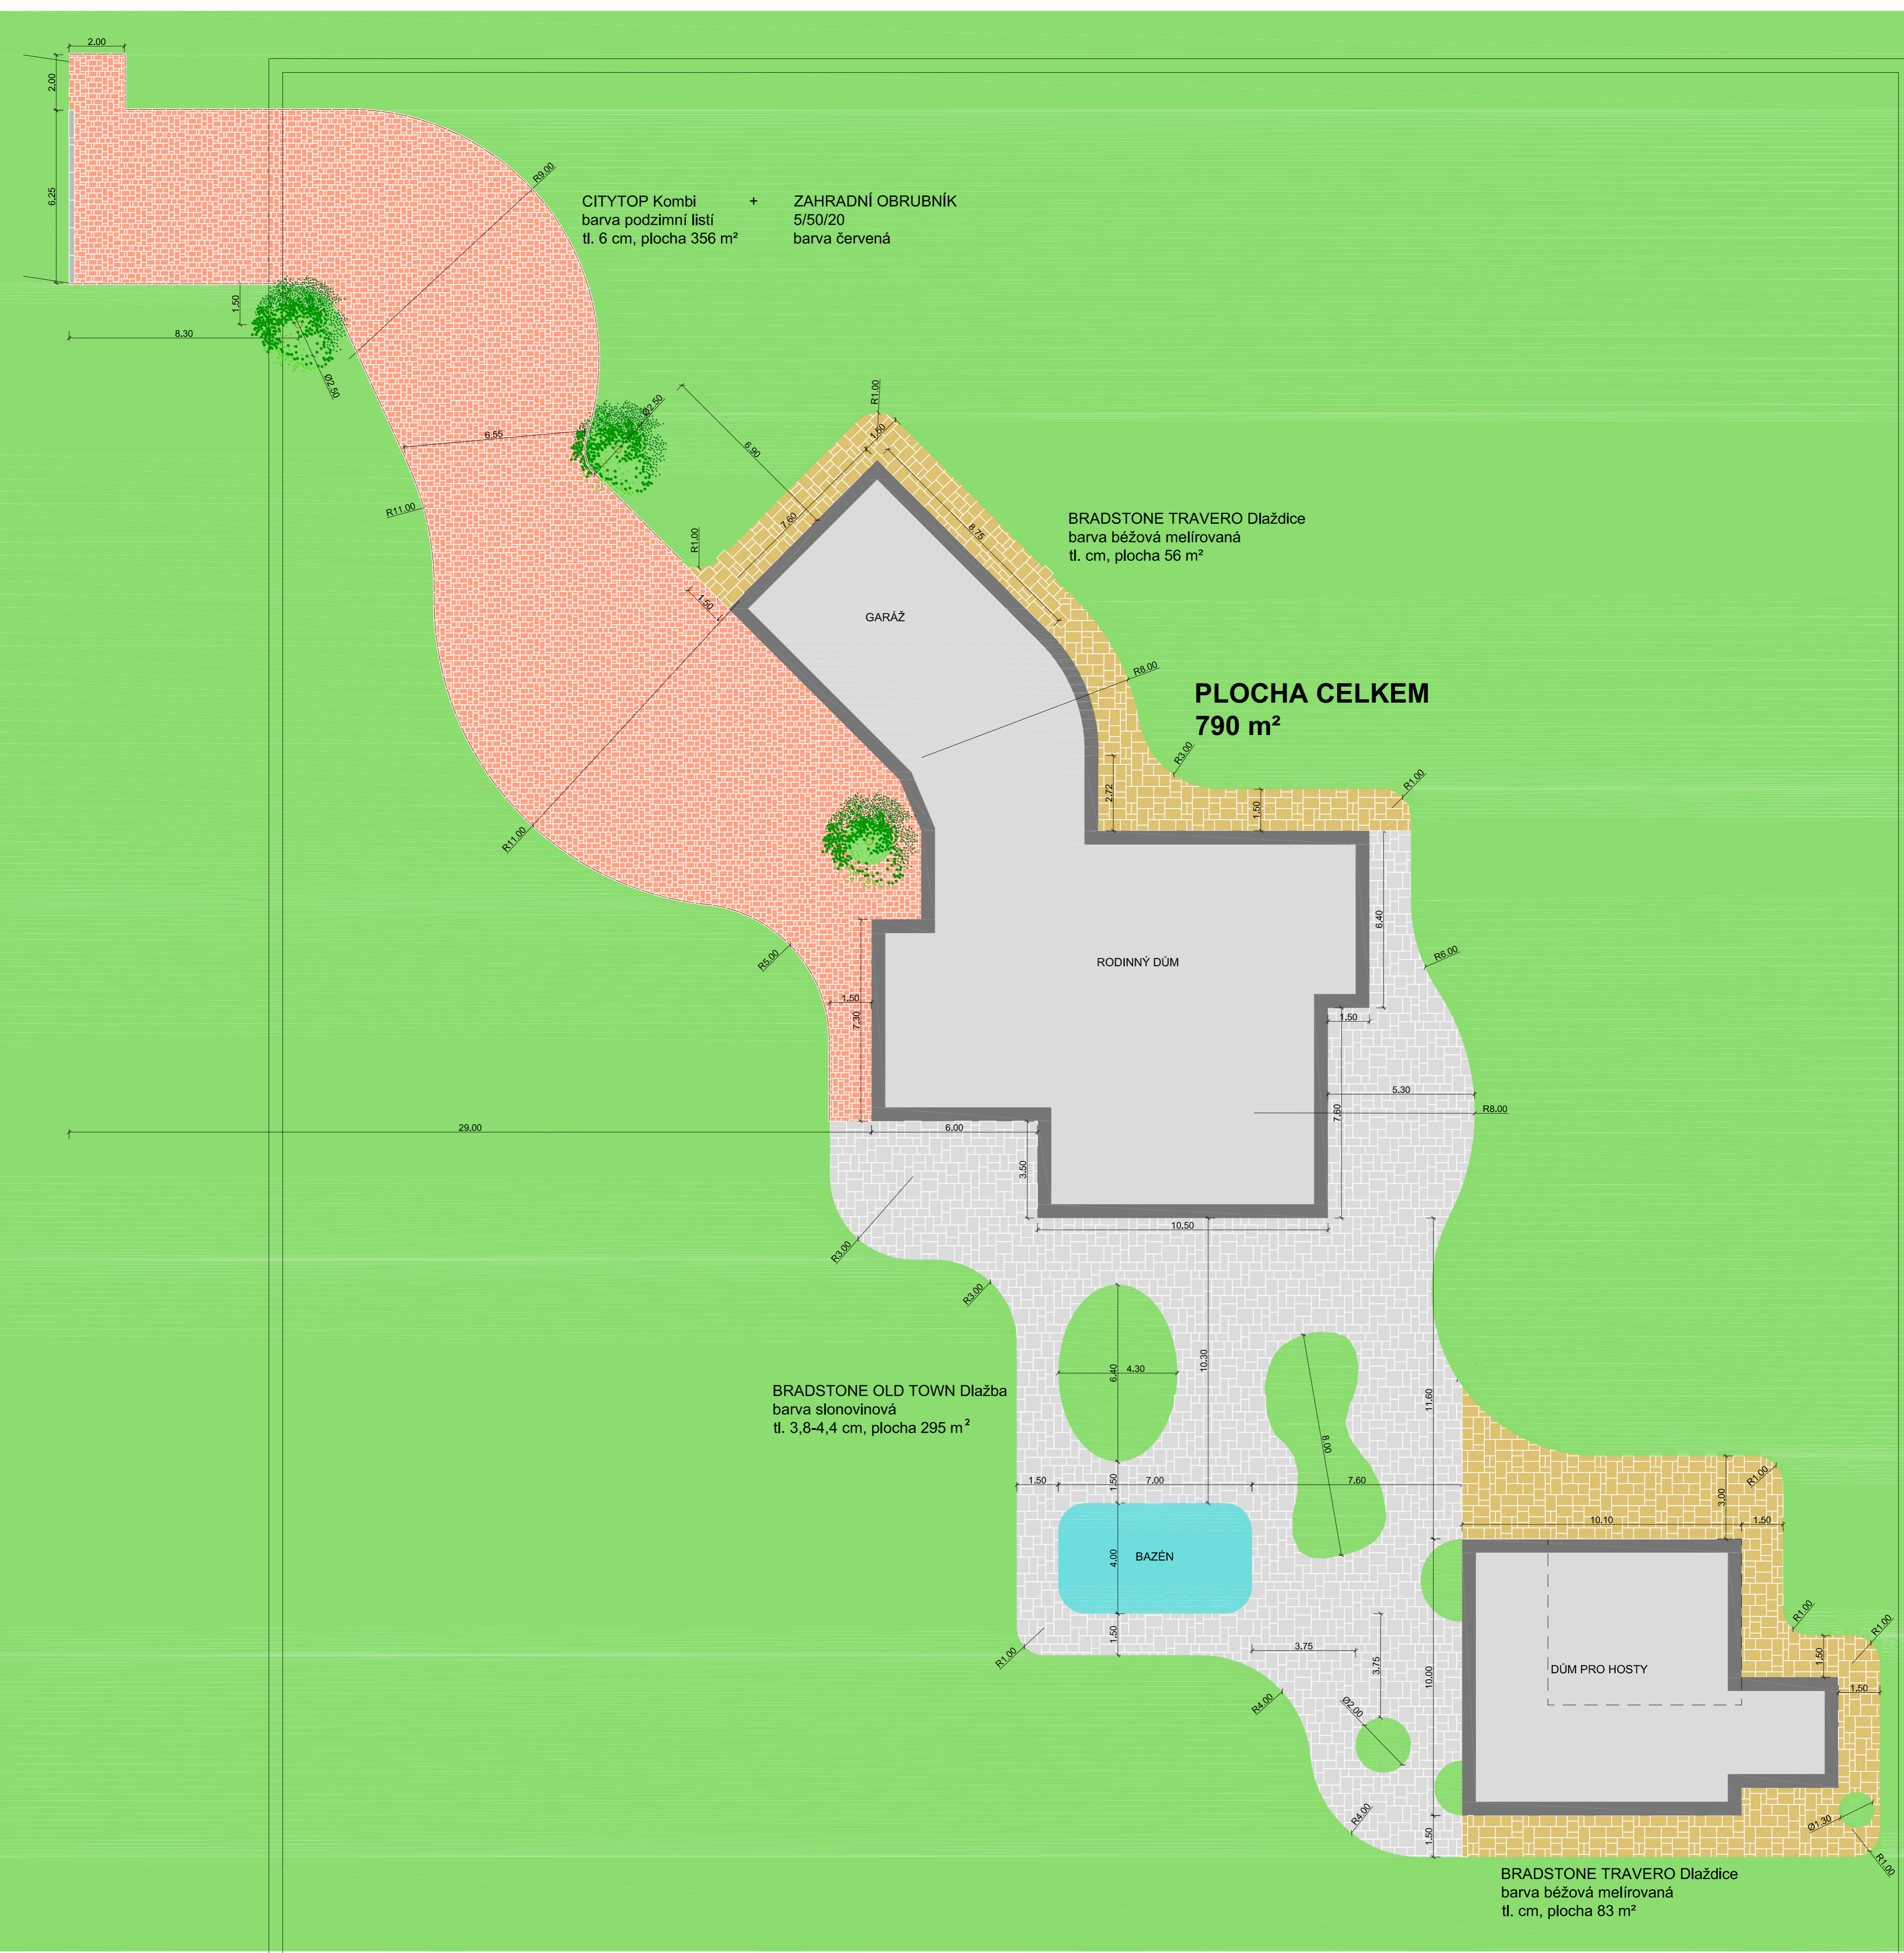 2.00
2.00
6.25
R9.00
CITYTOP Kombi + ZAHRADNÍ OBRUBNÍK
barva podzimní listí 5/50/20
tl. 6 cm, plocha 356 m² barva červená
1.50
8.30
Ø2.50
6.55
Ø2.50
R1.00
1.50
6.90
R11.00
7.60
8.75
R1.00
BRADSTONE TRAVERO Dlaždice
barva béžová melírovaná
tl. cm, plocha 56 m²
1.50
GARÁŽ
R8.00
PLOCHA CELKEM
790 m²
R3.00
2.72
1.50
R1.00
R11.00
6.40
R5.00
RODINNÝ DŮM
R6.00
1.50
7.30
1.50
5.30
7.60
R8.00
29.00
6.00
3.50
10.50
R3.00
R3.00
6.40
4.30
10.30
11.60
8.00
BRADSTONE OLD TOWN Dlažba
barva slonovinová
tl. 3,8-4,4 cm, plocha 295 m²
1.50
1.50
7.00
7.60
R1.00
3.00
10.10
1.50
4.00
BAZÉN
1.50
R1.00
3.75
3.75
10.00
R4.00
Ø2.00
DŮM PRO HOSTY
R1.00
R1.00
1.50
1.50
R4.00
1.50
Ø1.30
R1.00
BRADSTONE TRAVERO Dlaždice
barva béžová melírovaná
tl. cm, plocha 83 m²